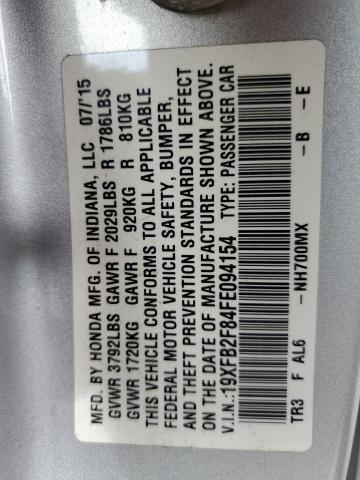 MFD. BY HONDA MFG. OF INDIANA, LLC 07/'15
GVWR 3792LBS GAWR F 2029LBS R 1786LBS
GVWR 1720KG GAWR F 920KG R 810KG
THIS VEHICLE CONFORMS TO ALL APPLICABLE
FEDERAL MOTOR VEHICLE SAFETY, BUMPER,
AND THEFT PREVENTION STANDARDS IN EFFECT
ON THE DATE OF MANUFACTURE SHOWN ABOVE.
V.I.N.:19XFB2F84FE094154 TYPE: PASSENGER CAR
TR3 F AL6 -NH700MX -B -E